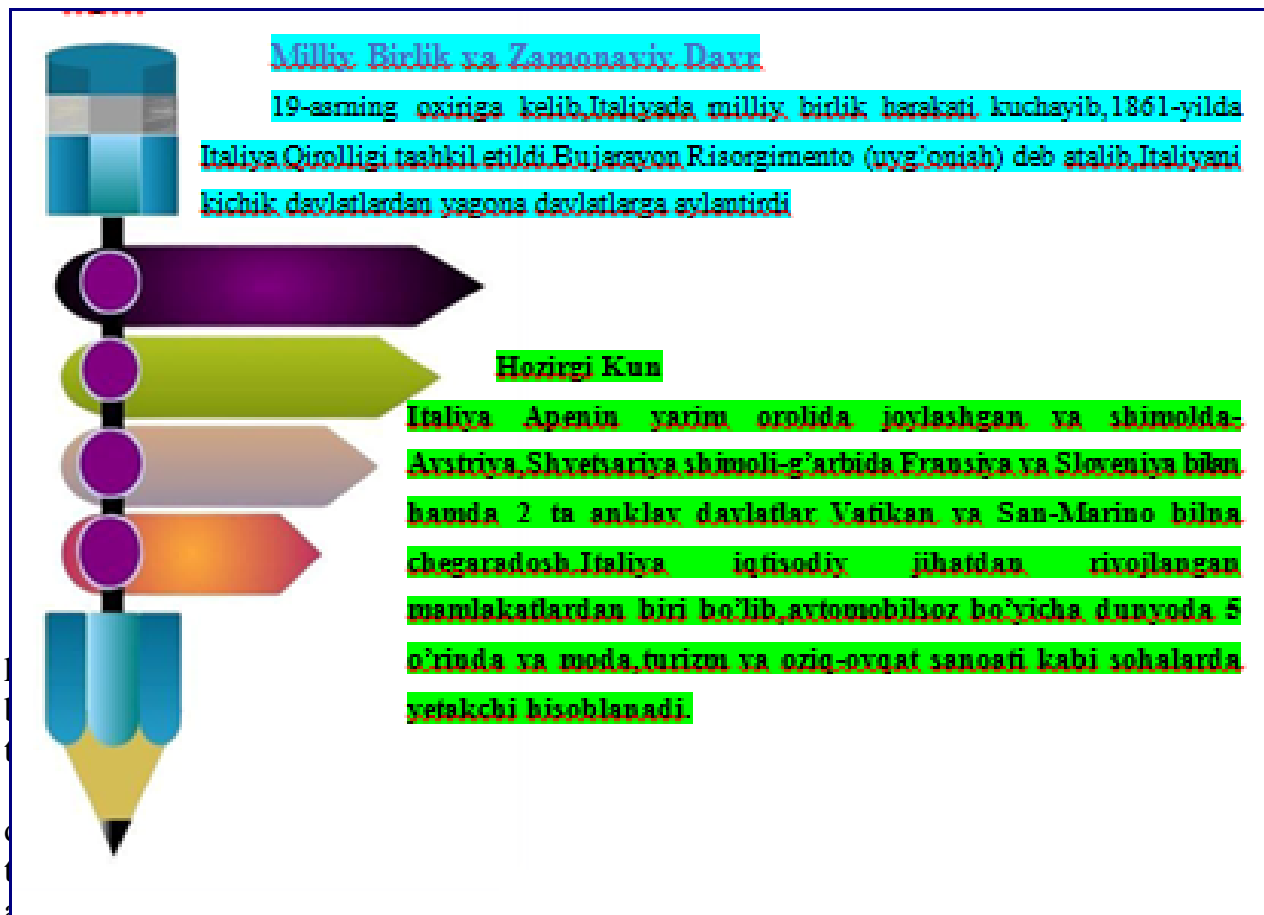 Milliy Birlik va Zamonaviy Davr
19-asrning oxiriga kelib,Italiyada milliy birlik harakati kuchayib,1861-yilda
Italiya Qirolligi tashkil etildi.Bu jarayon Risorgimento (uyg’onish) deb atalib,Italiyani
kichik davlatlardan yagona davlatlarga aylantirdi
Hozirgi Kun
Italiya Apenin yarim orolida joylashgan va shimolda-
Avstriya,Shvetsariya shimoli-g’arbida Fransiya va Sloveniya bilan
hamda 2 ta anklav davlatlar Vatikan va San-Marino bilna
chegaradosh.Italiya iqtisodiy jihatdan rivojlangan
mamlakatlardan biri bo’lib,avtomobilsoz bo’yicha dunyoda 5
o’rinda va moda,turizm va oziq-ovqat sanoati kabi sohalarda
yetakchi hisoblanadi.